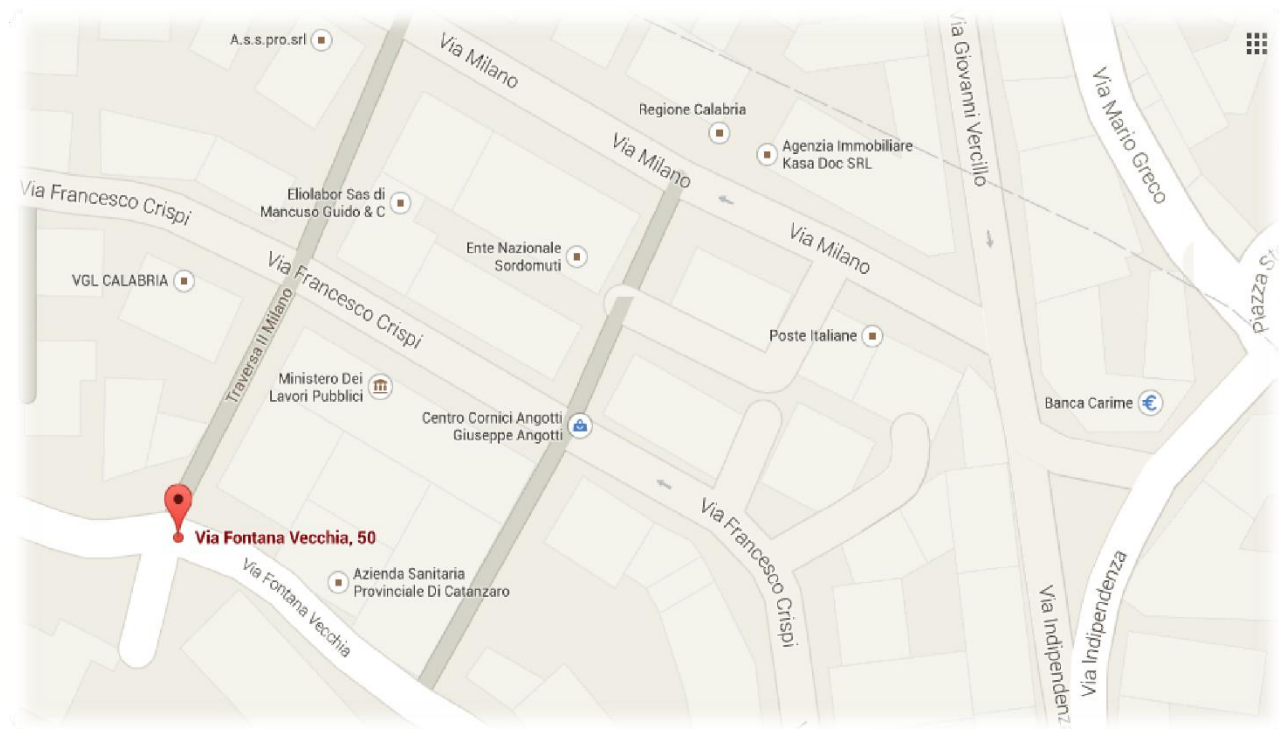 A.s.s.pro.srl
Via Milano
Via Giovanni Vercillo
Via Mario Greco
Regione Calabria
Via Milano
Agenzia Immobiliare
Kasa Doc SRL
Via Francesco Crispi
Eliolabor Sas di
Mancuso Guido & C
Ente Nazionale
Sordomuti
Via Milano
Piazza
VGL CALABRIA
Via Francesco Crispi
Traversa II Milano
Poste Italiane
Ministero Dei
Lavori Pubblici
Centro Cornici Angotti
Giuseppe Angotti
Banca Carime
€
Via Fontana Vecchia, 50
Via Francesco Crispi
Azienda Sanitaria
Provinciale Di Catanzaro
Via Fontana Vecchia
Via Indipendenza
Via Indipendenza